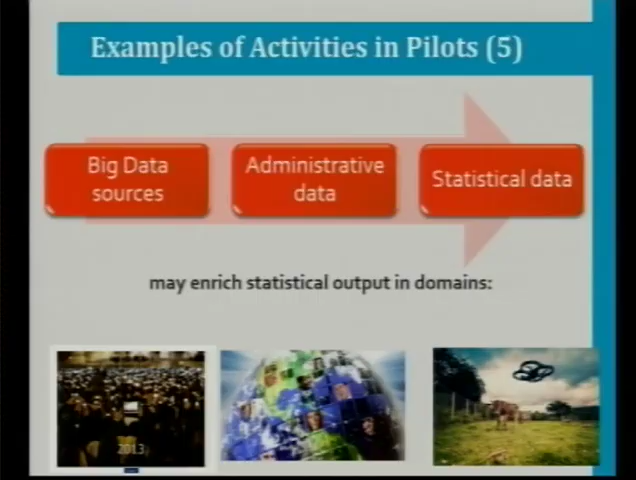 Examples of Activities in Pilots (5)
Big Data
sources
Administrative
data
Statistical data
may enrich statistical output in domains:
2013